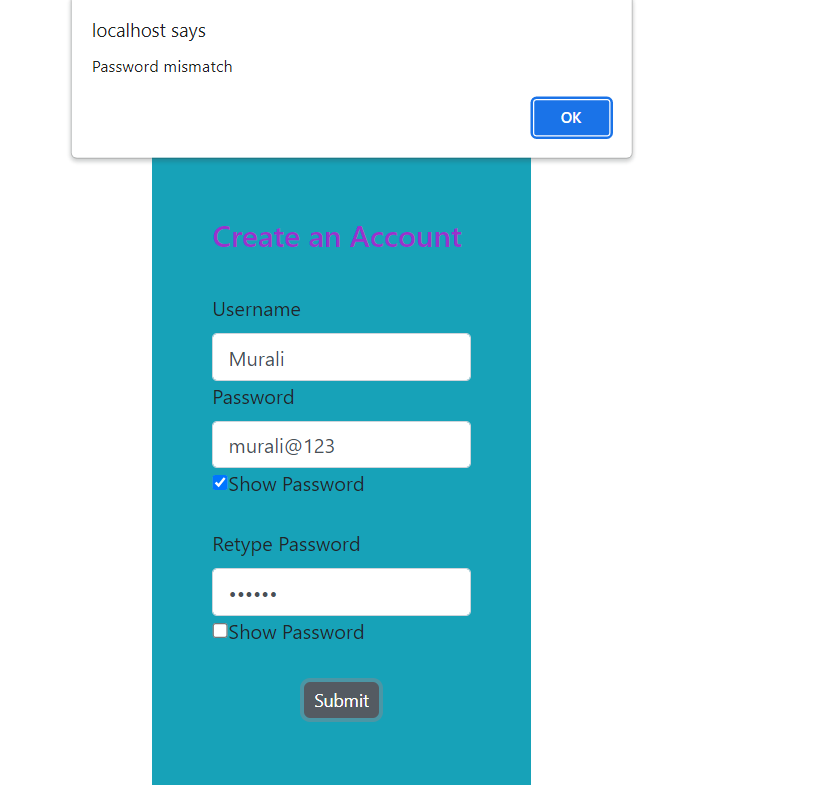 localhost says
Password mismatch
OK
Create an Account
Username
Murali
Password
murali@123
Show Password
Retype Password
••••••
Show Password
Submit